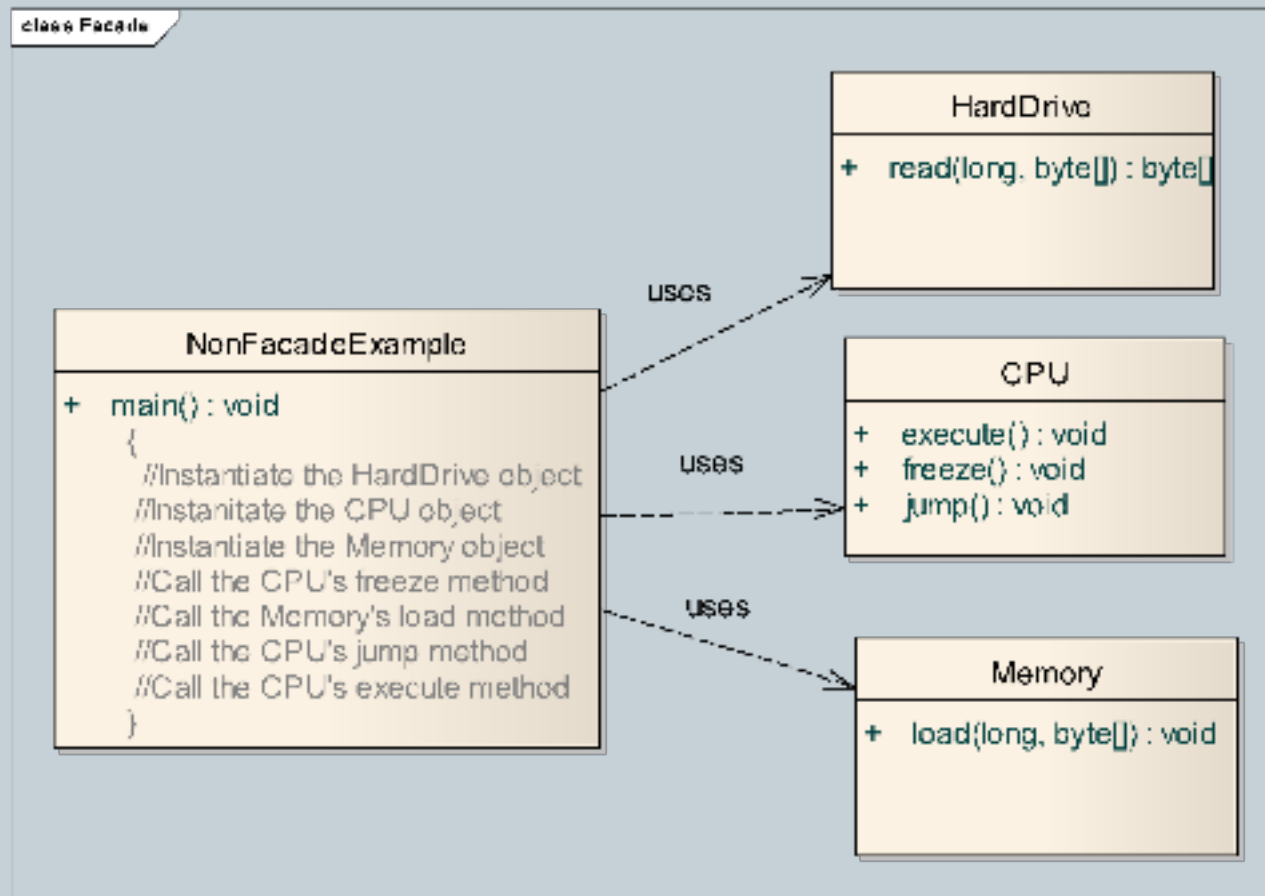 class Facade
HardDrive
+ read(long, byte[]) : byte[]
uses
NonFacadeExample
+ main() : void
{
//Instantiate the HardDrive object
//Instanitate the CPU object
//Instantiate the Memory object
//Call the CPU's freeze method
//Call the Memory's load method
//Call the CPU's jump method
//Call the CPU's execute method
}
uses
CPU
+ execute() : void
+ freeze() : void
+ jump() : void
uses
Memory
+ load(long, byte[]) : void